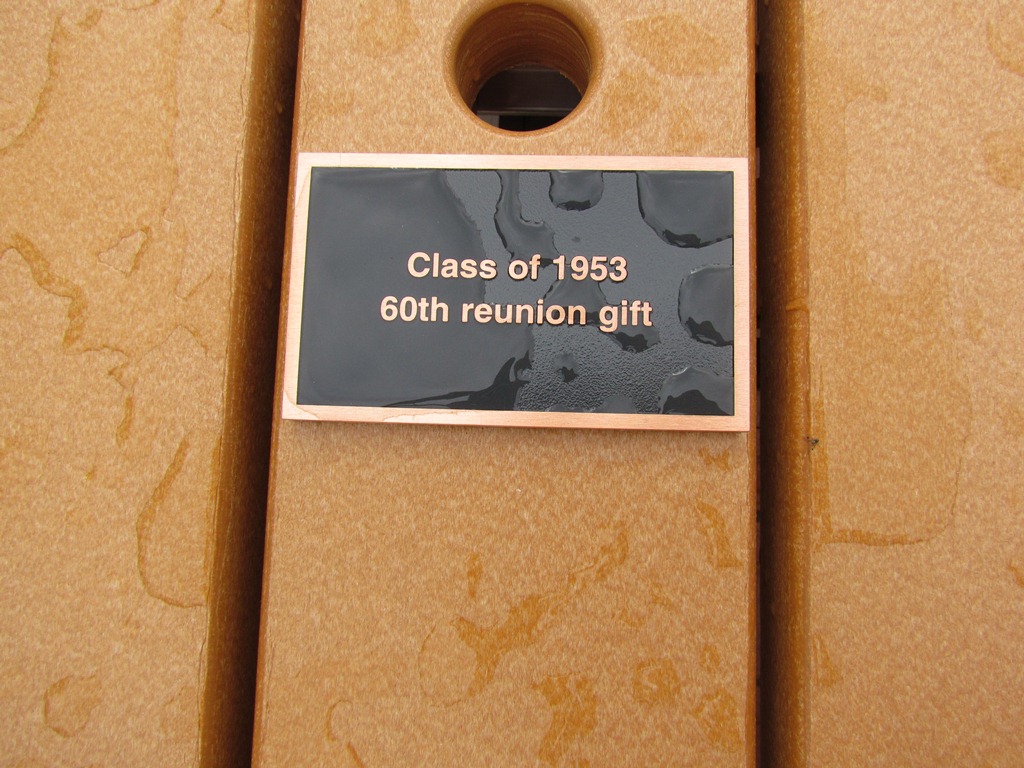 Class of 1953
60th reunion gift